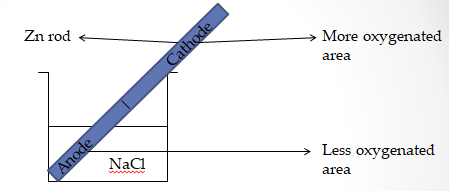 Zn rod
Cathode
More oxygenated
area
Anode
NaCl
Less oxygenated
area